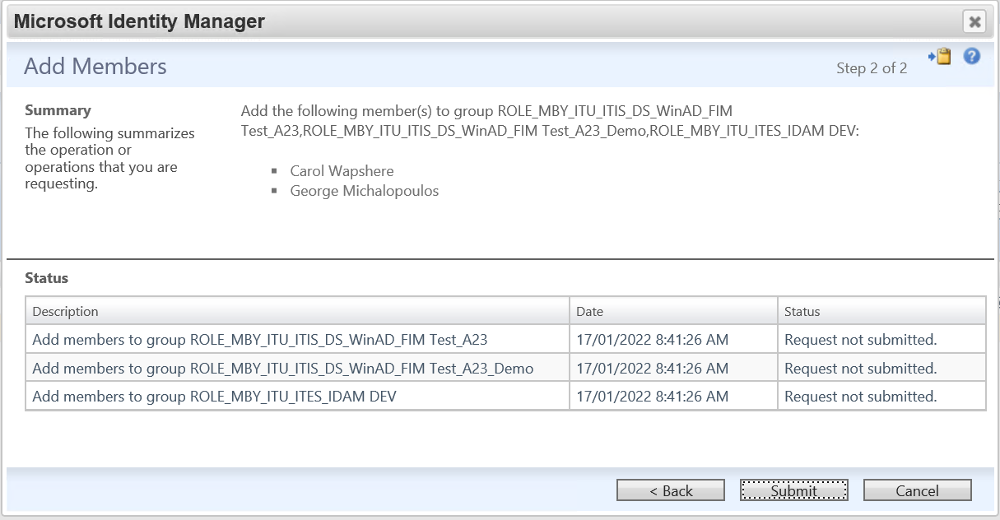 Microsoft Identity Manager
Add Members
Step 2 of 2
Summary
The following summarizes
the operation or
operations that you are
requesting.
Add the following member(s) to group ROLE_MBY_ITU_ITIS_DS_WinAD_FIM
Test_A23,ROLE_MBY_ITU_ITIS_DS_WinAD_FIM Test_A23_Demo,ROLE_MBY_ITU_ITES_IDAM DEV:
Carol Wapshere
George Michalopoulos
Status
Description Date Status
Add members to group ROLE_MBY_ITU_ITIS_DS_WinAD_FIM Test_A23 17/01/2022 8:41:26 AM Request not submitted.
Add members to group ROLE_MBY_ITU_ITIS_DS_WinAD_FIM Test_A23_Demo 17/01/2022 8:41:26 AM Request not submitted.
Add members to group ROLE_MBY_ITU_ITES_IDAM DEV 17/01/2022 8:41:26 AM Request not submitted.
< Back Submit Cancel